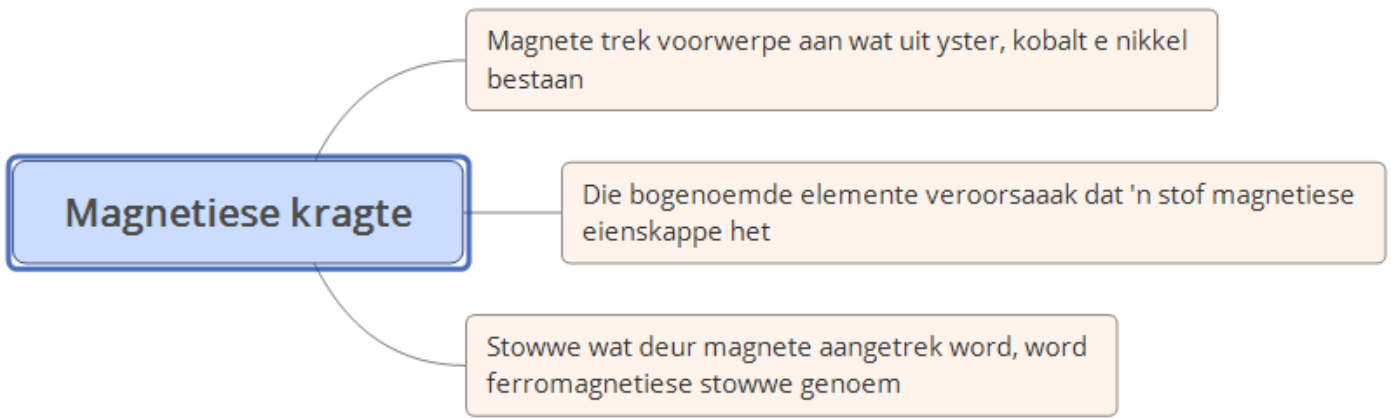 Magnete trek voorwerpe aan wat uit yster, kobalt e nikkel
bestaan
Magnetiese kragte
Die bogenoemde elemente veroorsaaak dat 'n stof magnetiese
eienskappe het
Stowwe wat deur magnete aangetrek word, word
ferromagnetiese stowwe genoem